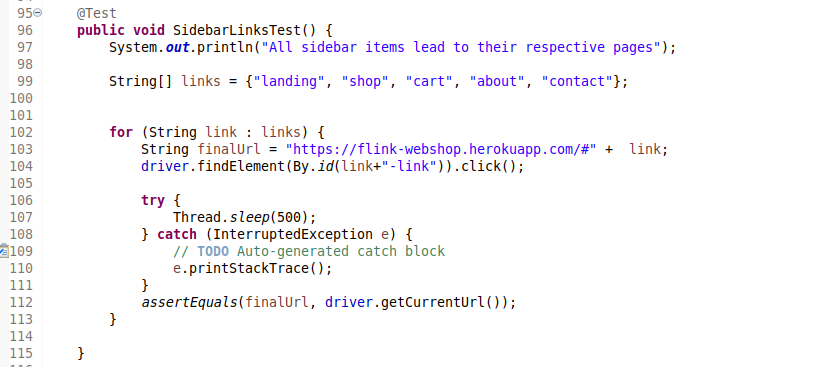 95 @Test
96 public void SidebarLinksTest() {
97 System.out.println("All sidebar items lead to their respective pages");
98
99 String[] links = {"landing", "shop", "cart", "about", "contact"};
100
101
102 for (String link : links) {
103 String finalUrl = "https://flink-webshop.herokuapp.com/#" +  link;
104 driver.findElement(By.id(link+"-link")).click();
105
106 try {
107 Thread.sleep(500);
108 } catch (InterruptedException e) {
109 // TODO Auto-generated catch block
110 e.printStackTrace();
111 }
112 assertEquals(finalUrl, driver.getCurrentUrl());
113 }
114
115 }